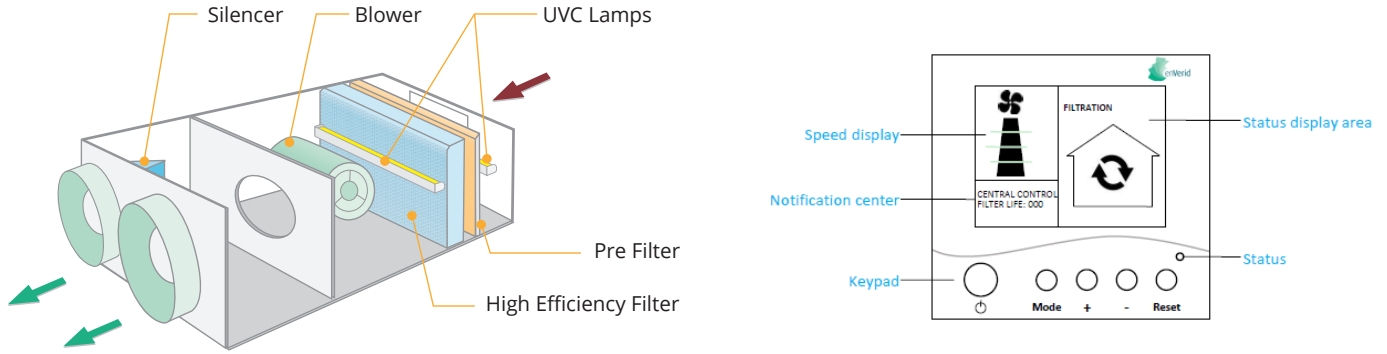 Silencer
Blower
UVC Lamps
Pre Filter
High Efficiency Filter
enVerid
FILTRATION
Speed display
Status display area
CENTRAL CONTROL
FILTER LIFE: 000
Notification center
Status
Keypad
Mode + - Reset